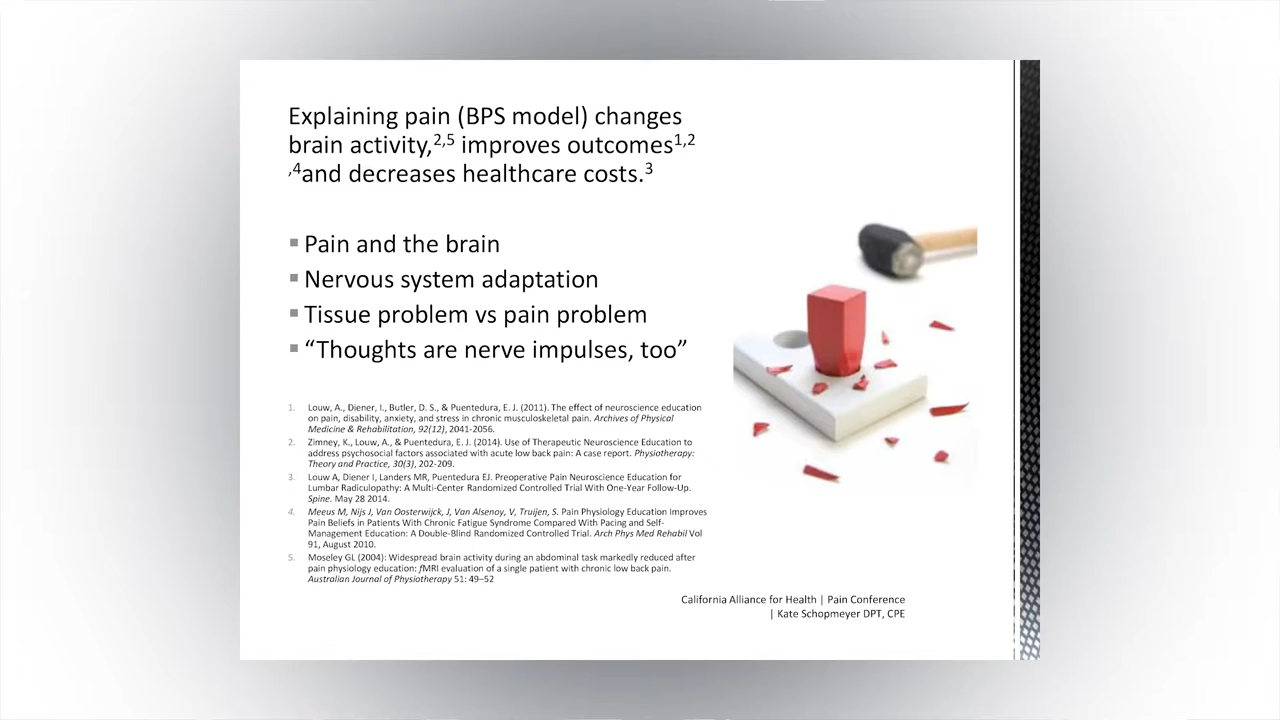 Explaining pain (BPS model) changes
brain activity,2,5 improves outcomes1,2
,4and decreases healthcare costs.3
▪ Pain and the brain
▪ Nervous system adaptation
▪ Tissue problem vs pain problem
▪ “Thoughts are nerve impulses, too”
1. Louw, A., Diener, I., Butler, D. S., & Puentedura, E. J. (2011). The effect of neuroscience education
on pain, disability, anxiety, and stress in chronic musculoskeletal pain. Archives of Physical
Medicine & Rehabilitation, 92(12), 2041-2056.
2. Zimney, K., Louw, A., & Puentedura, E. J. (2014). Use of Therapeutic Neuroscience Education to
address psychosocial factors associated with acute low back pain: A case report. Physiotherapy:
Theory and Practice, 30(3), 202-209.
3. Louw A, Diener I, Landers MR, Puentedura EJ. Preoperative Pain Neuroscience Education for
Lumbar Radiculopathy: A Multi-Center Randomized Controlled Trial With One-Year Follow-Up.
Spine. May 28 2014.
4. Meeus M, Nijs J, Van Oosterwijck, J, Van Alsenoy, V, Truijen, S. Pain Physiology Education Improves
Pain Beliefs in Patients With Chronic Fatigue Syndrome Compared With Pacing and Self-
Management Education: A Double-Blind Randomized Controlled Trial. Arch Phys Med Rehabil Vol
91, August 2010.
5. Moseley GL (2004): Widespread brain activity during an abdominal task markedly reduced after
pain physiology education: fMRI evaluation of a single patient with chronic low back pain.
Australian Journal of Physiotherapy 51: 49–52
California Alliance for Health | Pain Conference
| Kate Schopmeyer DPT, CPE